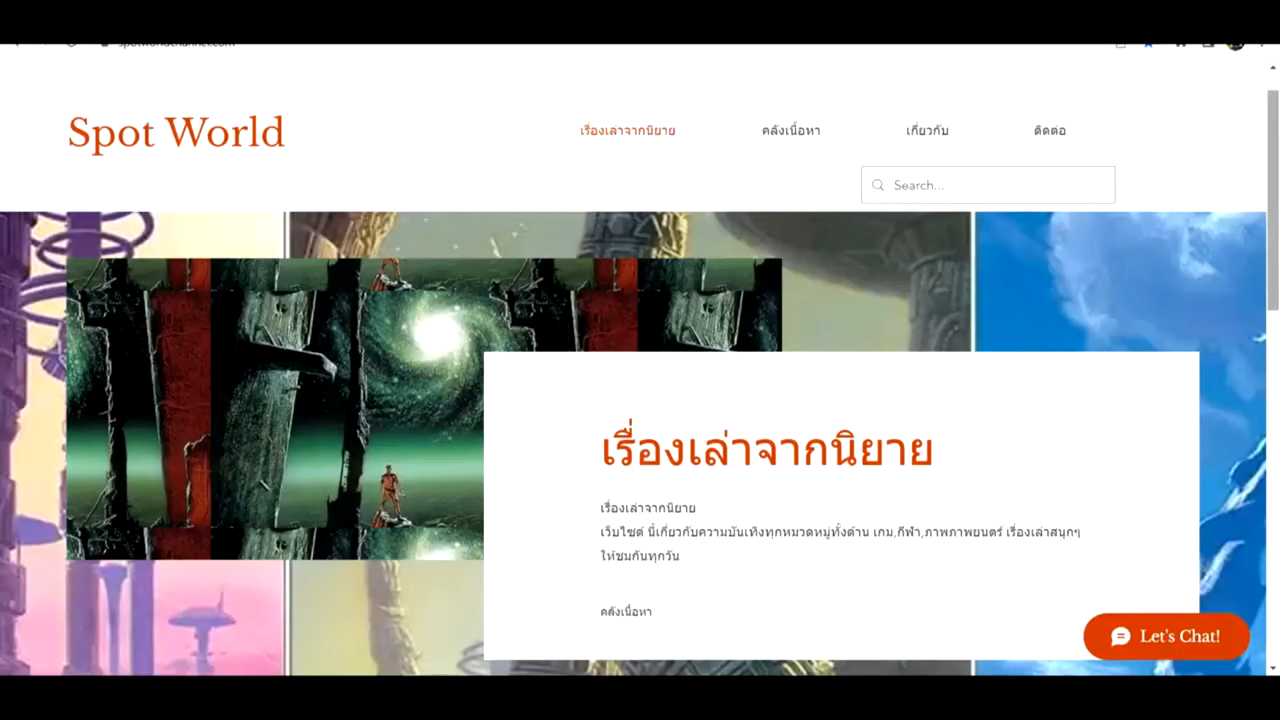 Spot World
เรื่องเล่าจากนิยาย
คลังเนื้อหา
เกี่ยวกับ
ติดต่อ
Search...
เรื่องเล่าจากนิยาย
เรื่องเล่าจากนิยาย
เว็บไซต์ นี้เกี่ยวกับความบันเทิงทุกหมวดหมู่ทั้งด้าน เกม,กีฬา,ภาพภาพยนตร์ เรื่องเล่าสนุกๆ
ให้ชมกันทุกวัน
คลังเนื้อหา
Let's Chat!